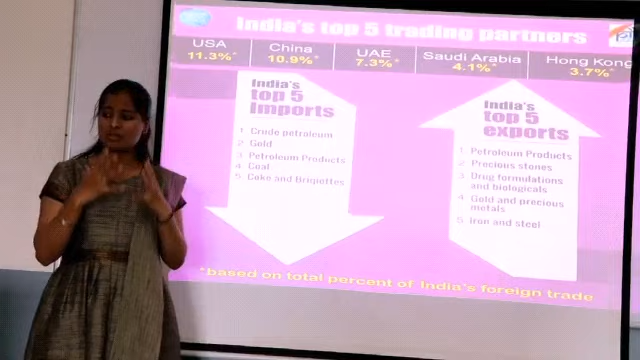 India's top 5 trading partners
USA China UAE Saudi Arabia Hong Kong
11.3%* 10.9%* 7.3%* 4.1%* 3.7%*
India's
top 5
Imports
1 Crude petroleum
2 Gold
3 Petroleum Products
4 Coal
5 Coke and Briquettes
India's
top 5
exports
1. Petroleum Products
2 Precious stones
3 Drug formulations
and biologicals
4 Gold and precious
metals
5 Iron and steel
*based on total percent of India's foreign trade